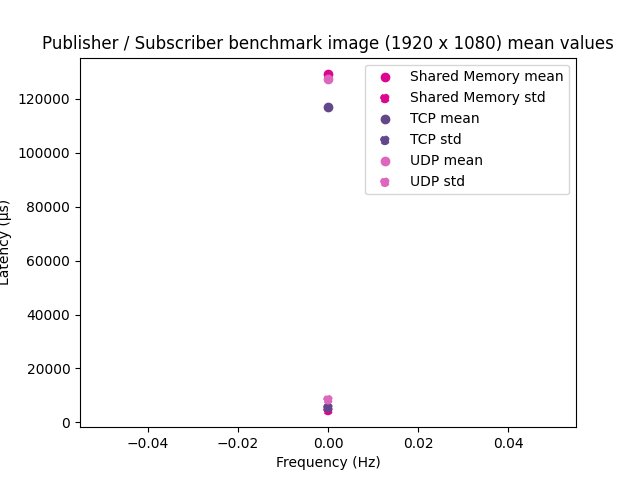 Publisher / Subscriber benchmark image (1920 x 1080) mean values
Shared Memory mean
Shared Memory std
TCP mean
TCP std
UDP mean
UDP std
Latency (µs)
120000
100000
80000
60000
40000
20000
0
−0.04
−0.02
0.00
0.02
0.04
Frequency (Hz)